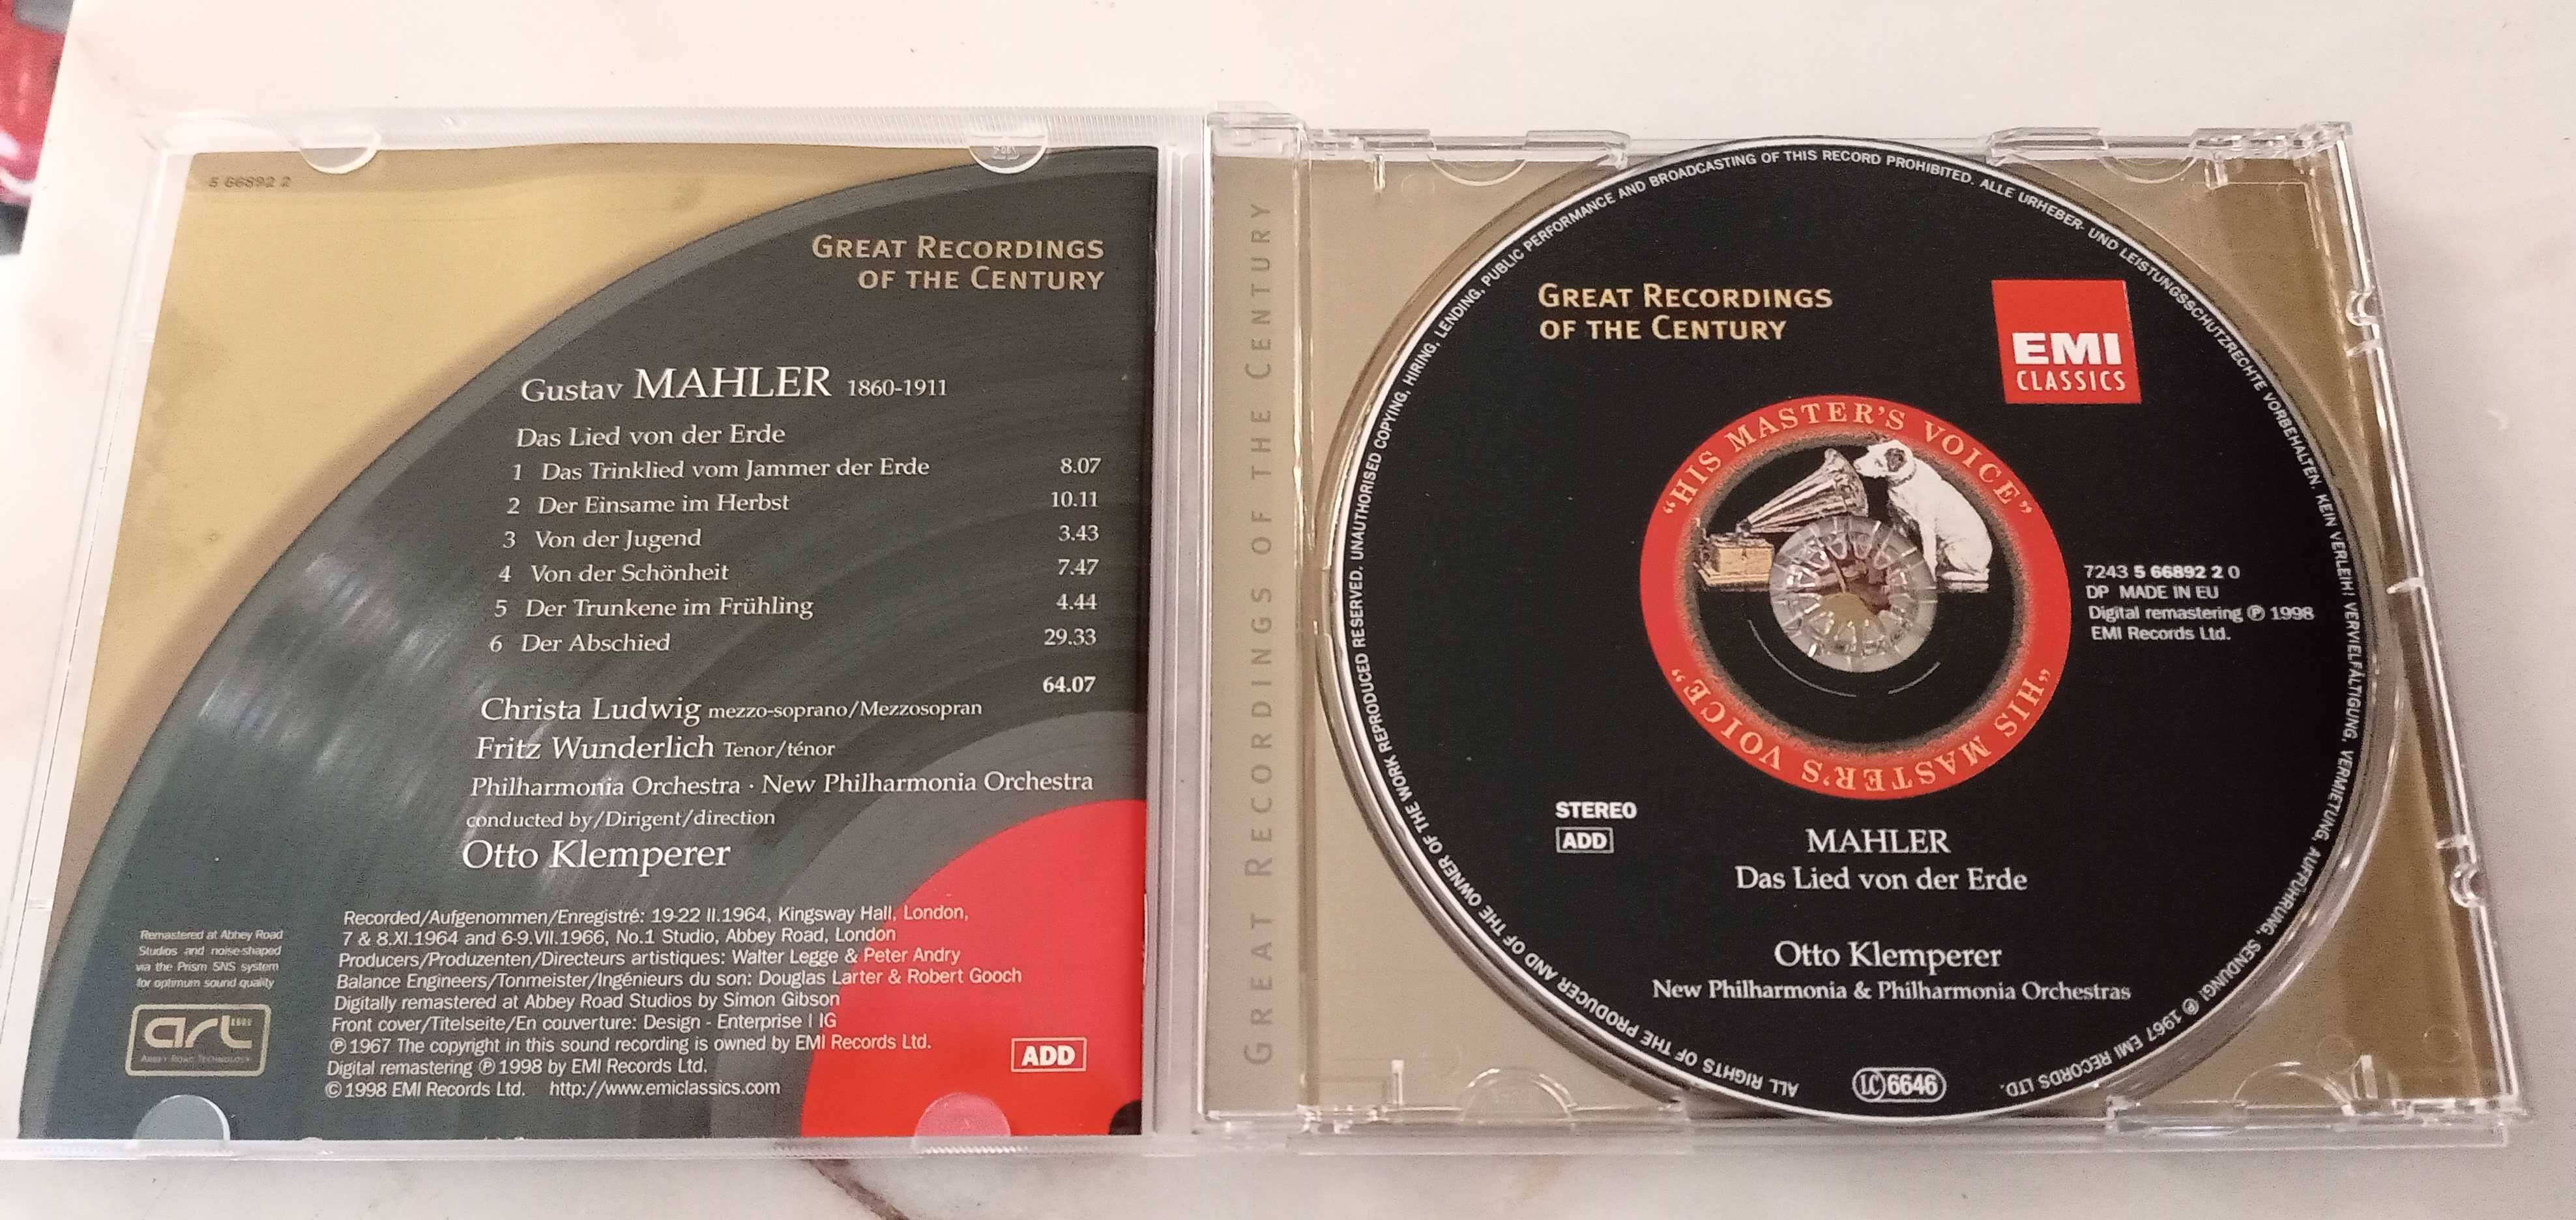 5 66892 2
GREAT RECORDINGS
OF THE CENTURY
Gustav MAHLER 1860-1911
Das Lied von der Erde
1 Das Trinklied vom Jammer der Erde 8.07
2 Der Einsame im Herbst 10.11
3 Von der Jugend 3.43
4 Von der Schönheit 7.47
5 Der Trunkene im Frühling 4.44
6 Der Abschied 29.33
64.07
Christa Ludwig mezzo-soprano/Mezzosopran
Fritz Wunderlich Tenor/ténor
Philharmonia Orchestra · New Philharmonia Orchestra
conducted by/Dirigent/direction
Otto Klemperer
Recorded/Aufgenommen/Enregistré: 19-22 II.1964, Kingsway Hall, London,
7 & 8.XI.1964 and 6-9.VII.1966, No.1 Studio, Abbey Road, London
Producers/Produzenten/Directeurs artistiques: Walter Legge & Peter Andry
Balance Engineers/Tonmeister/Ingénieurs du son: Douglas Larter & Robert Gooch
Digitally remastered at Abbey Road Studios by Simon Gibson
Front cover/Titelseite/En couverture: Design - Enterprise I IG
℗ 1967 The copyright in this sound recording is owned by EMI Records Ltd.
Digital remastering ℗ 1998 by EMI Records Ltd.
© 1998 EMI Records Ltd. http://www.emiclassics.com
Remastered at Abbey Road
Studios and noise-shaped
via the Prism SNS system
for optimum sound quality
art
ABBEY ROAD TECHNOLOGY
ADD
GREAT RECORDINGS OF THE CENTURY
GREAT RECORDINGS
OF THE CENTURY
EMI
CLASSICS
"HIS MASTER'S VOICE"
"HIS MASTER'S VOICE"
7243 5 66892 2 0
DP MADE IN EU
Digital remastering ℗ 1998
EMI Records Ltd.
STEREO
ADD
MAHLER
Das Lied von der Erde
Otto Klemperer
New Philharmonia & Philharmonia Orchestras
LC 6646
ALL RIGHTS OF THE PRODUCER AND OF THE OWNER OF THE WORK REPRODUCED RESERVED. UNAUTHORISED COPYING, HIRING, LENDING, PUBLIC PERFORMANCE AND BROADCASTING OF THIS RECORD PROHIBITED. ALLE URHEBER- UND LEISTUNGSSCHUTZRECHTE VORBEHALTEN. KEIN VERLEIH! VERVIELFÄLTIGUNG, VERMIETUNG, AUFFÜHRUNG, SENDUNG! ℗ 1967 EMI RECORDS LTD.